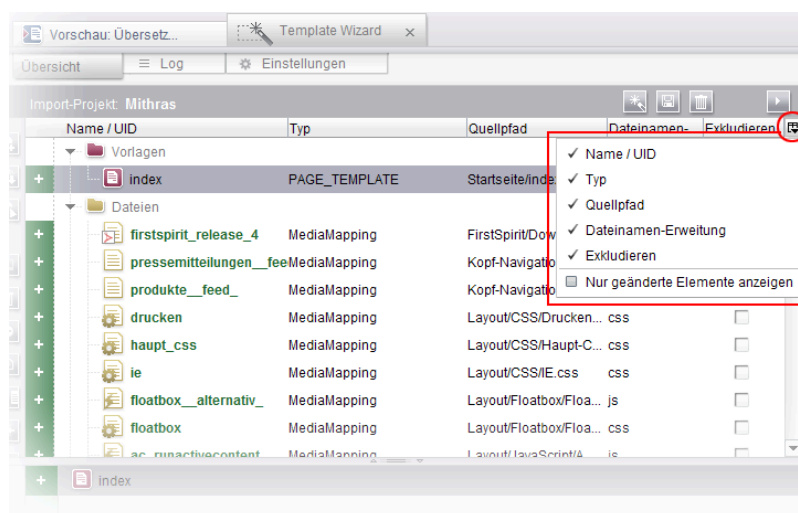 Vorschau: Übersetz... Template Wizard
Übersicht Log Einstellungen
Import-Projekt: Mithras
Name / UID Typ Quellpfad Dateinamen- Exkludieren
Vorlagen
index PAGE_TEMPLATE Startseite/inde
Dateien
firstspirit_release_4 MediaMapping FirstSpirit/Dow
pressemitteilungen__fee MediaMapping Kopf-Navigatio
produkte__feed_ MediaMapping Kopf-Navigatio
drucken MediaMapping Layout/CSS/Drucken... css
haupt_css MediaMapping Layout/CSS/Haupt-C... css
ie MediaMapping Layout/CSS/IE.css css
floatbox__alternativ_ MediaMapping Layout/Floatbox/Floa... js
floatbox MediaMapping Layout/Floatbox/Floa... css
ac_runactivecontent MediaMapping Layout/JavaScript/A... js
Name / UID
Typ
Quellpfad
Dateinamen-Erweitung
Exkludieren
Nur geänderte Elemente anzeigen
index